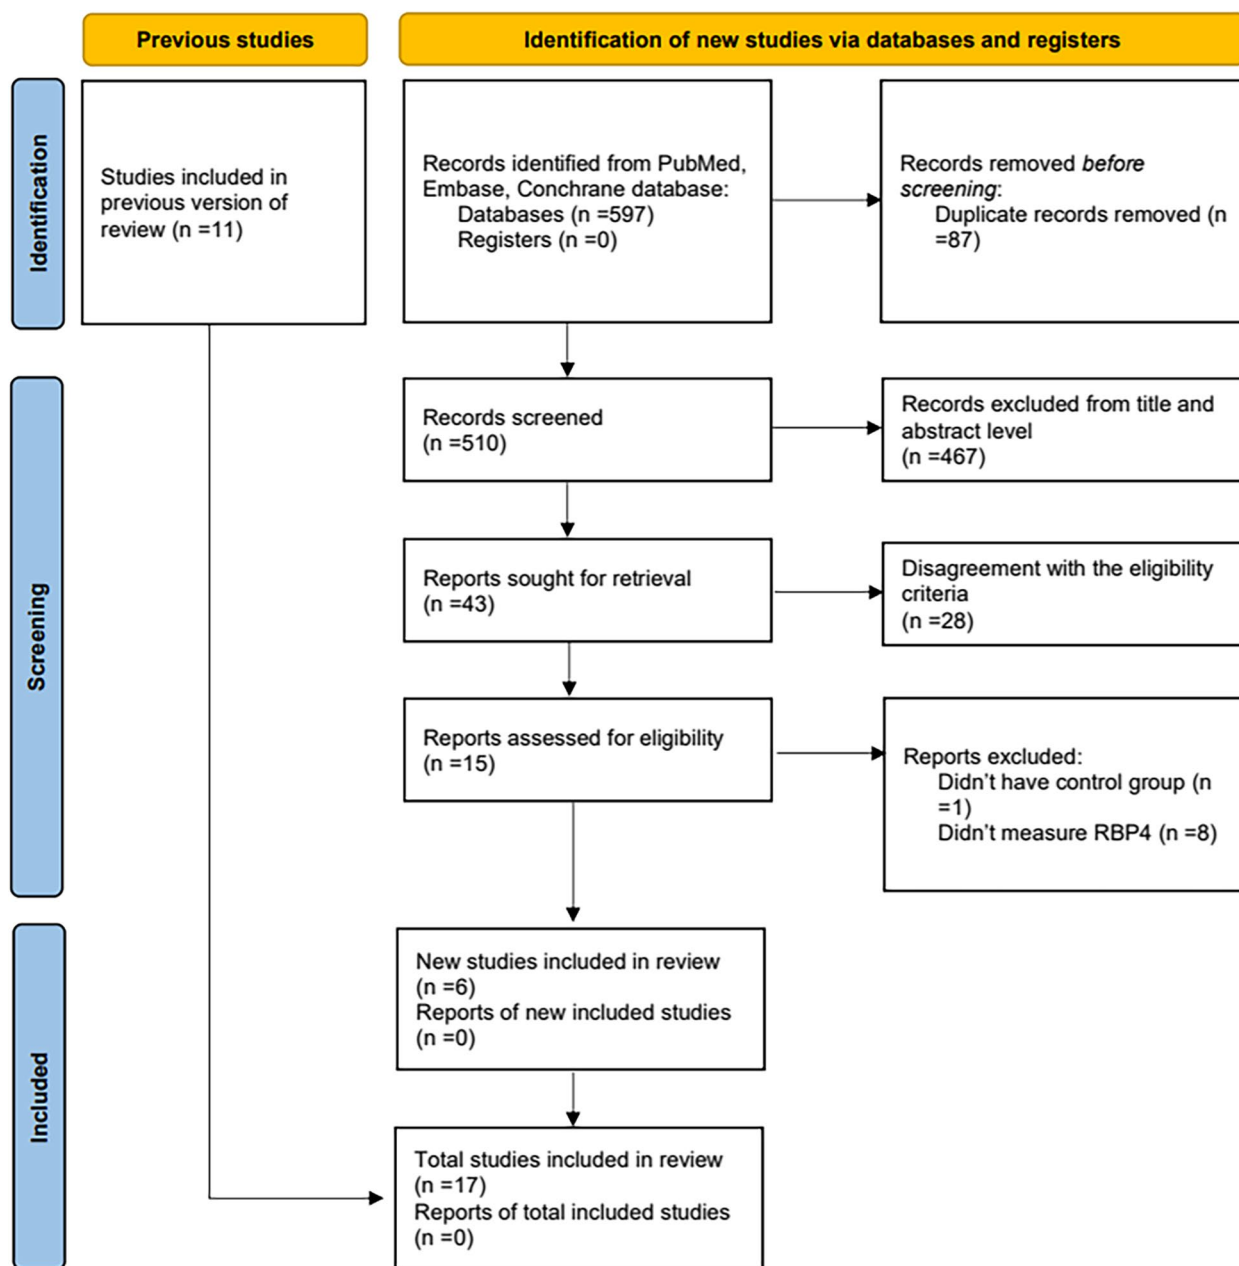 Previous studies
Identification of new studies via databases and registers
Identification
Studies included in
previous version of
review (n =11)
Records identified from PubMed,
Embase, Conchrane database:
Databases (n =597)
Registers (n =0)
Records removed before
screening:
Duplicate records removed (n
=87)
Screening
Records screened
(n =510)
Records excluded from title and
abstract level
(n =467)
Reports sought for retrieval
(n =43)
Disagreement with the eligibility
criteria
(n =28)
Reports assessed for eligibility
(n =15)
Reports excluded:
Didn't have control group (n
=1)
Didn't measure RBP4 (n =8)
Included
New studies included in review
(n =6)
Reports of new included studies
(n =0)
Total studies included in review
(n =17)
Reports of total included studies
(n =0)